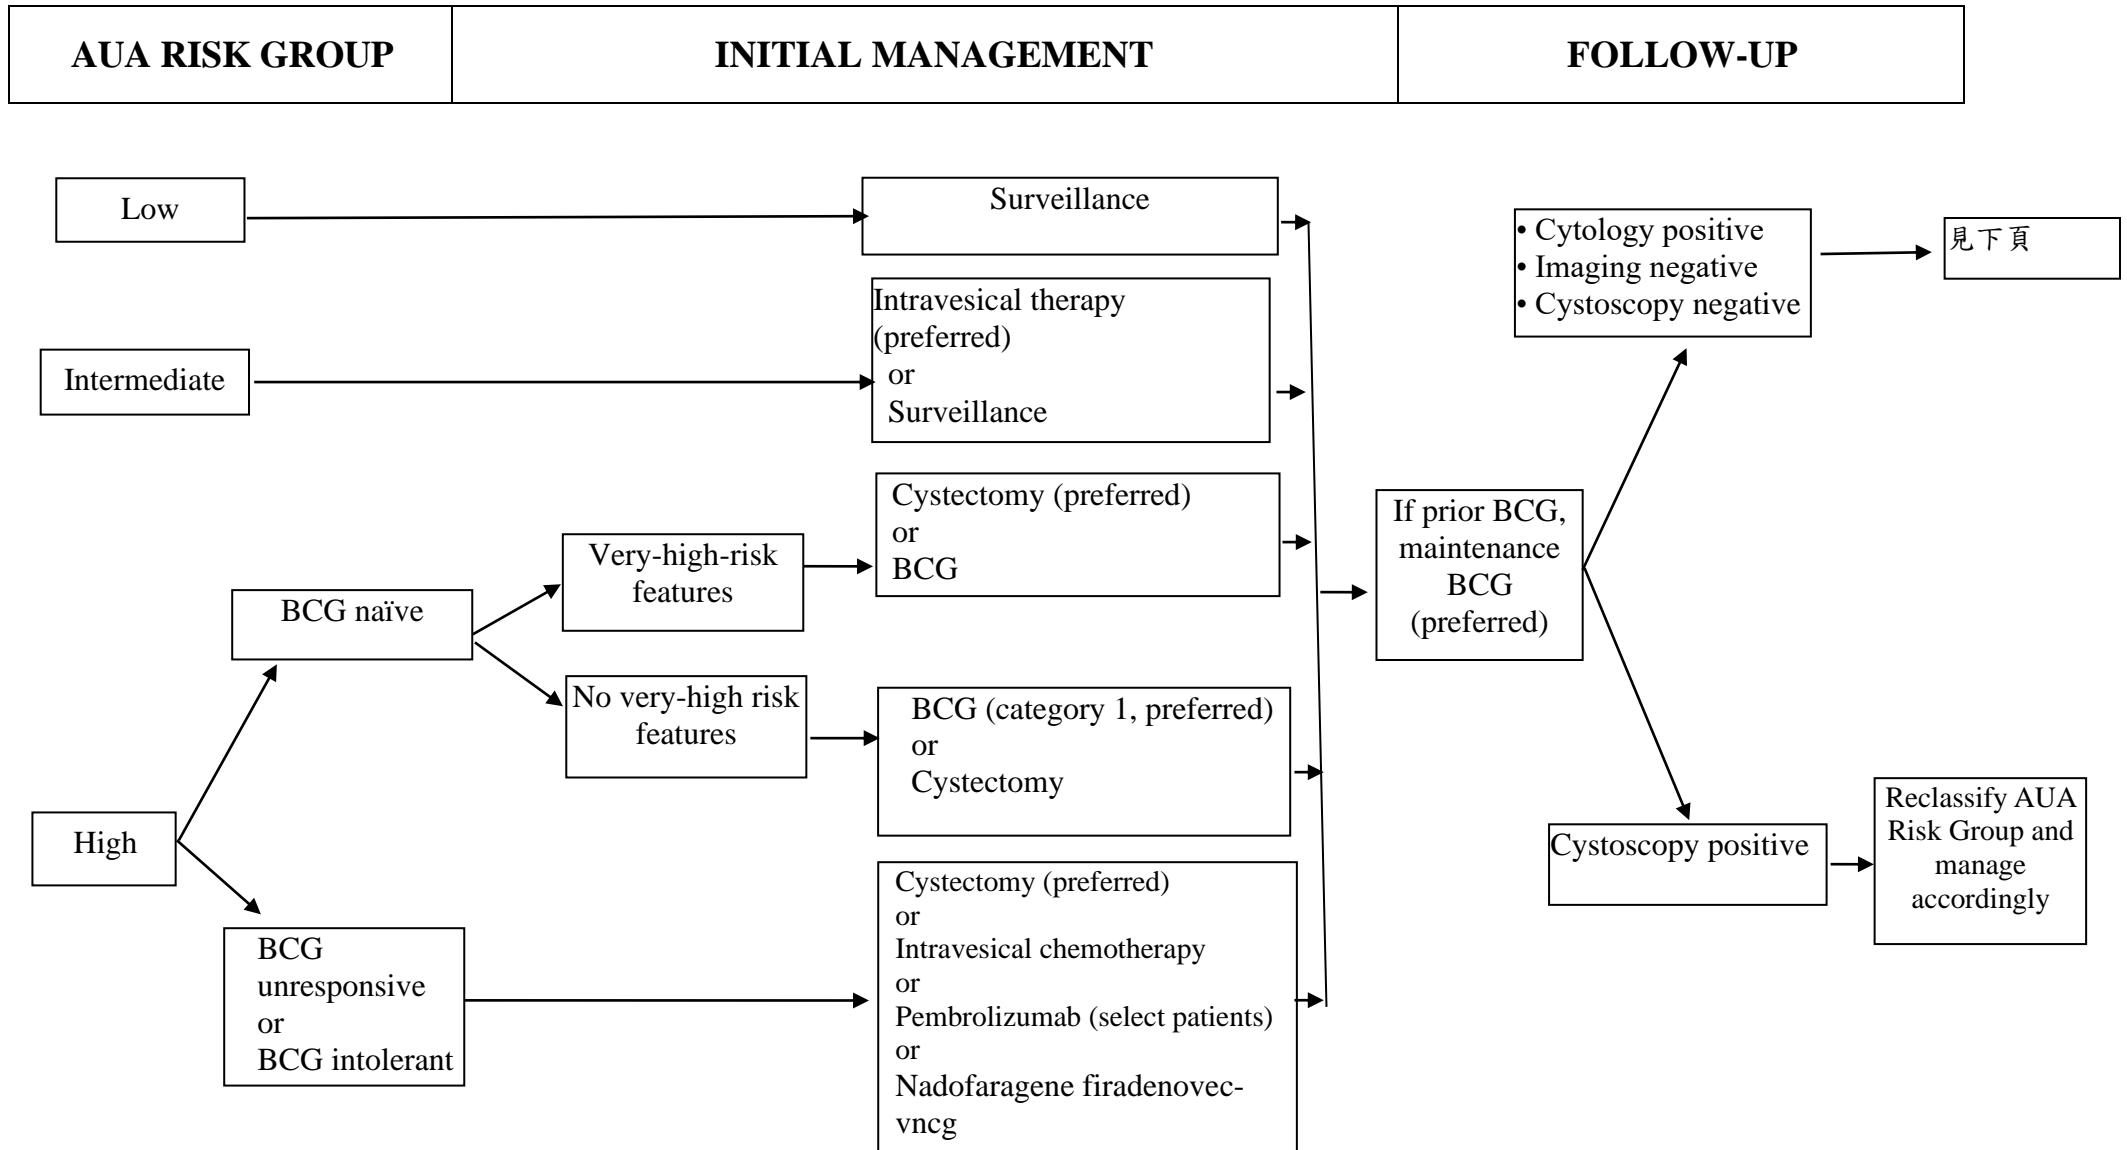 AUA RISK GROUP
INITIAL MANAGEMENT
FOLLOW-UP
Low
Surveillance
• Cytology positive
• Imaging negative
• Cystoscopy negative
見下頁
Intermediate
Intravesical therapy
(preferred)
or
Surveillance
Cystectomy (preferred)
or
BCG
Very-high-risk
features
BCG naïve
If prior BCG,
maintenance
BCG
(preferred)
No very-high risk
features
BCG (category 1, preferred)
or
Cystectomy
High
Cystoscopy positive
Reclassify AUA
Risk Group and
manage
accordingly
BCG
unresponsive
or
BCG intolerant
Cystectomy (preferred)
or
Intravesical chemotherapy
or
Pembrolizumab (select patients)
or
Nadofaragene firadenovec-
vncg